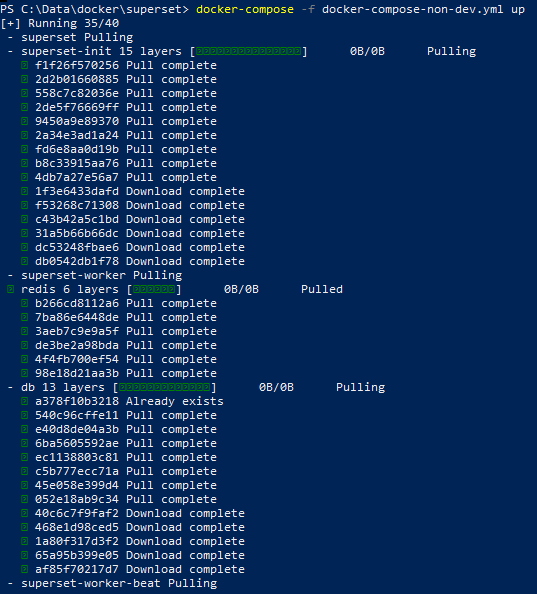 PS C:\Data\docker\superset> docker-compose -f docker-compose-non-dev.yml up
[+] Running 35/40
- superset Pulling
- superset-init 15 layers [⠿⠿⠿⠿⠿⠿⠿⠿⠿⠿⠿⠿⠿⠿⠿] 0B/0B Pulling
f1f26f570256 Pull complete
2d2b01660885 Pull complete
558c7c82036e Pull complete
2de5f76669ff Pull complete
9450a9e89370 Pull complete
2a34e3ad1a24 Pull complete
fd6e8aa0d19b Pull complete
b8c33915aa76 Pull complete
4db7a27e56a7 Pull complete
1f3e6433dafd Download complete
f53268c71308 Download complete
c43b42a5c1bd Download complete
31a5b66b66dc Download complete
dc53248fbae6 Download complete
db0542db1f78 Download complete
- superset-worker Pulling
redis 6 layers [⠿⠿⠿⠿⠿⠿] 0B/0B Pulled
b266cd8112a6 Pull complete
7ba86e6448de Pull complete
3aeb7c9e9a5f Pull complete
de3be2a98bda Pull complete
4f4fb700ef54 Pull complete
98e18d21aa3b Pull complete
- db 13 layers [⠿⠿⠿⠿⠿⠿⠿⠿⠿⠿⠿⠿⠿] 0B/0B Pulling
a378f10b3218 Already exists
540c96cffe11 Pull complete
e40d8de04a3b Pull complete
6ba5605592ae Pull complete
ec1138803c81 Pull complete
c5b777ecc71a Pull complete
45e058e399d4 Pull complete
052e18ab9c34 Pull complete
40c6c7f9faf2 Download complete
468e1d98ced5 Download complete
1a80f317d3f2 Download complete
65a95b399e05 Download complete
af85f70217d7 Download complete
- superset-worker-beat Pulling